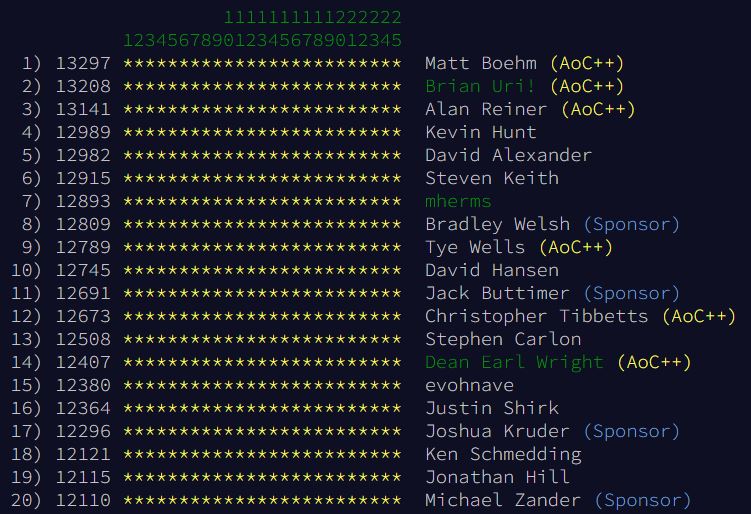 1111111111222222
1234567890123456789012345
1) 13297 ************************* Matt Boehm (AoC++)
2) 13208 ************************* Brian Uri! (AoC++)
3) 13141 ************************* Alan Reiner (AoC++)
4) 12989 ************************* Kevin Hunt
5) 12982 ************************* David Alexander
6) 12915 ************************* Steven Keith
7) 12893 ************************* mherms
8) 12809 ************************* Bradley Welsh (Sponsor)
9) 12789 ************************* Tye Wells (AoC++)
10) 12745 ************************* David Hansen
11) 12691 ************************* Jack Buttimer (Sponsor)
12) 12673 ************************* Christopher Tibbetts (AoC++)
13) 12508 ************************* Stephen Carlon
14) 12407 ************************* Dean Earl Wright (AoC++)
15) 12380 ************************* evohnave
16) 12364 ************************* Justin Shirk
17) 12296 ************************* Joshua Kruder (Sponsor)
18) 12121 ************************* Ken Schmedding
19) 12115 ************************* Jonathan Hill
20) 12110 ************************* Michael Zander (Sponsor)